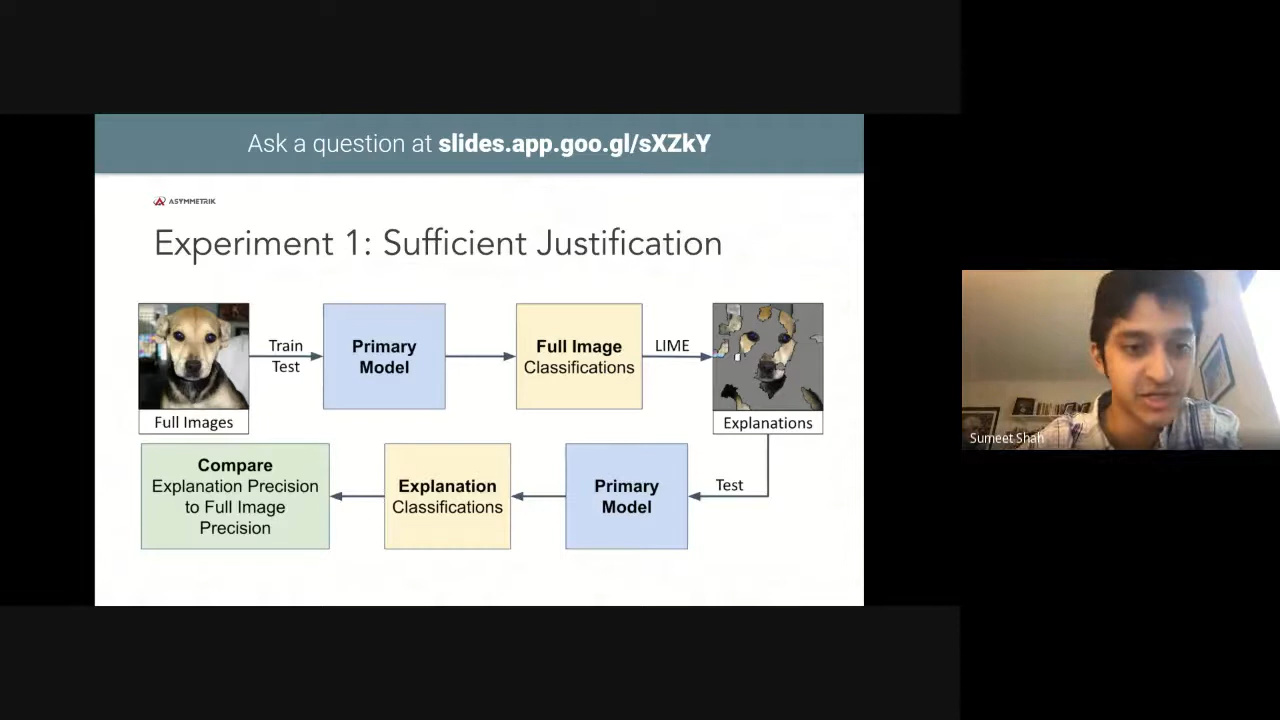 Ask a question at slides.app.goo.gl/sXZkY
ASYMMETRIK
Experiment 1: Sufficient Justification
Train
Test
Primary
Model
Full Image
Classifications
LIME
Full Images
Explanations
Compare
Explanation Precision
to Full Image
Precision
Explanation
Classifications
Primary
Model
Test
Sumeet Shah